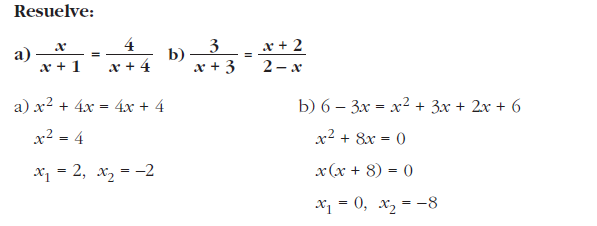 Resuelve:
a) x/(x + 1) = 4/(x + 4) b) 3/(x + 3) = (x + 2)/(2 – x)
a) x² + 4x = 4x + 4
x² = 4
x₁ = 2, x₂ = –2
b) 6 – 3x = x² + 3x + 2x + 6
x² + 8x = 0
x(x + 8) = 0
x₁ = 0, x₂ = –8